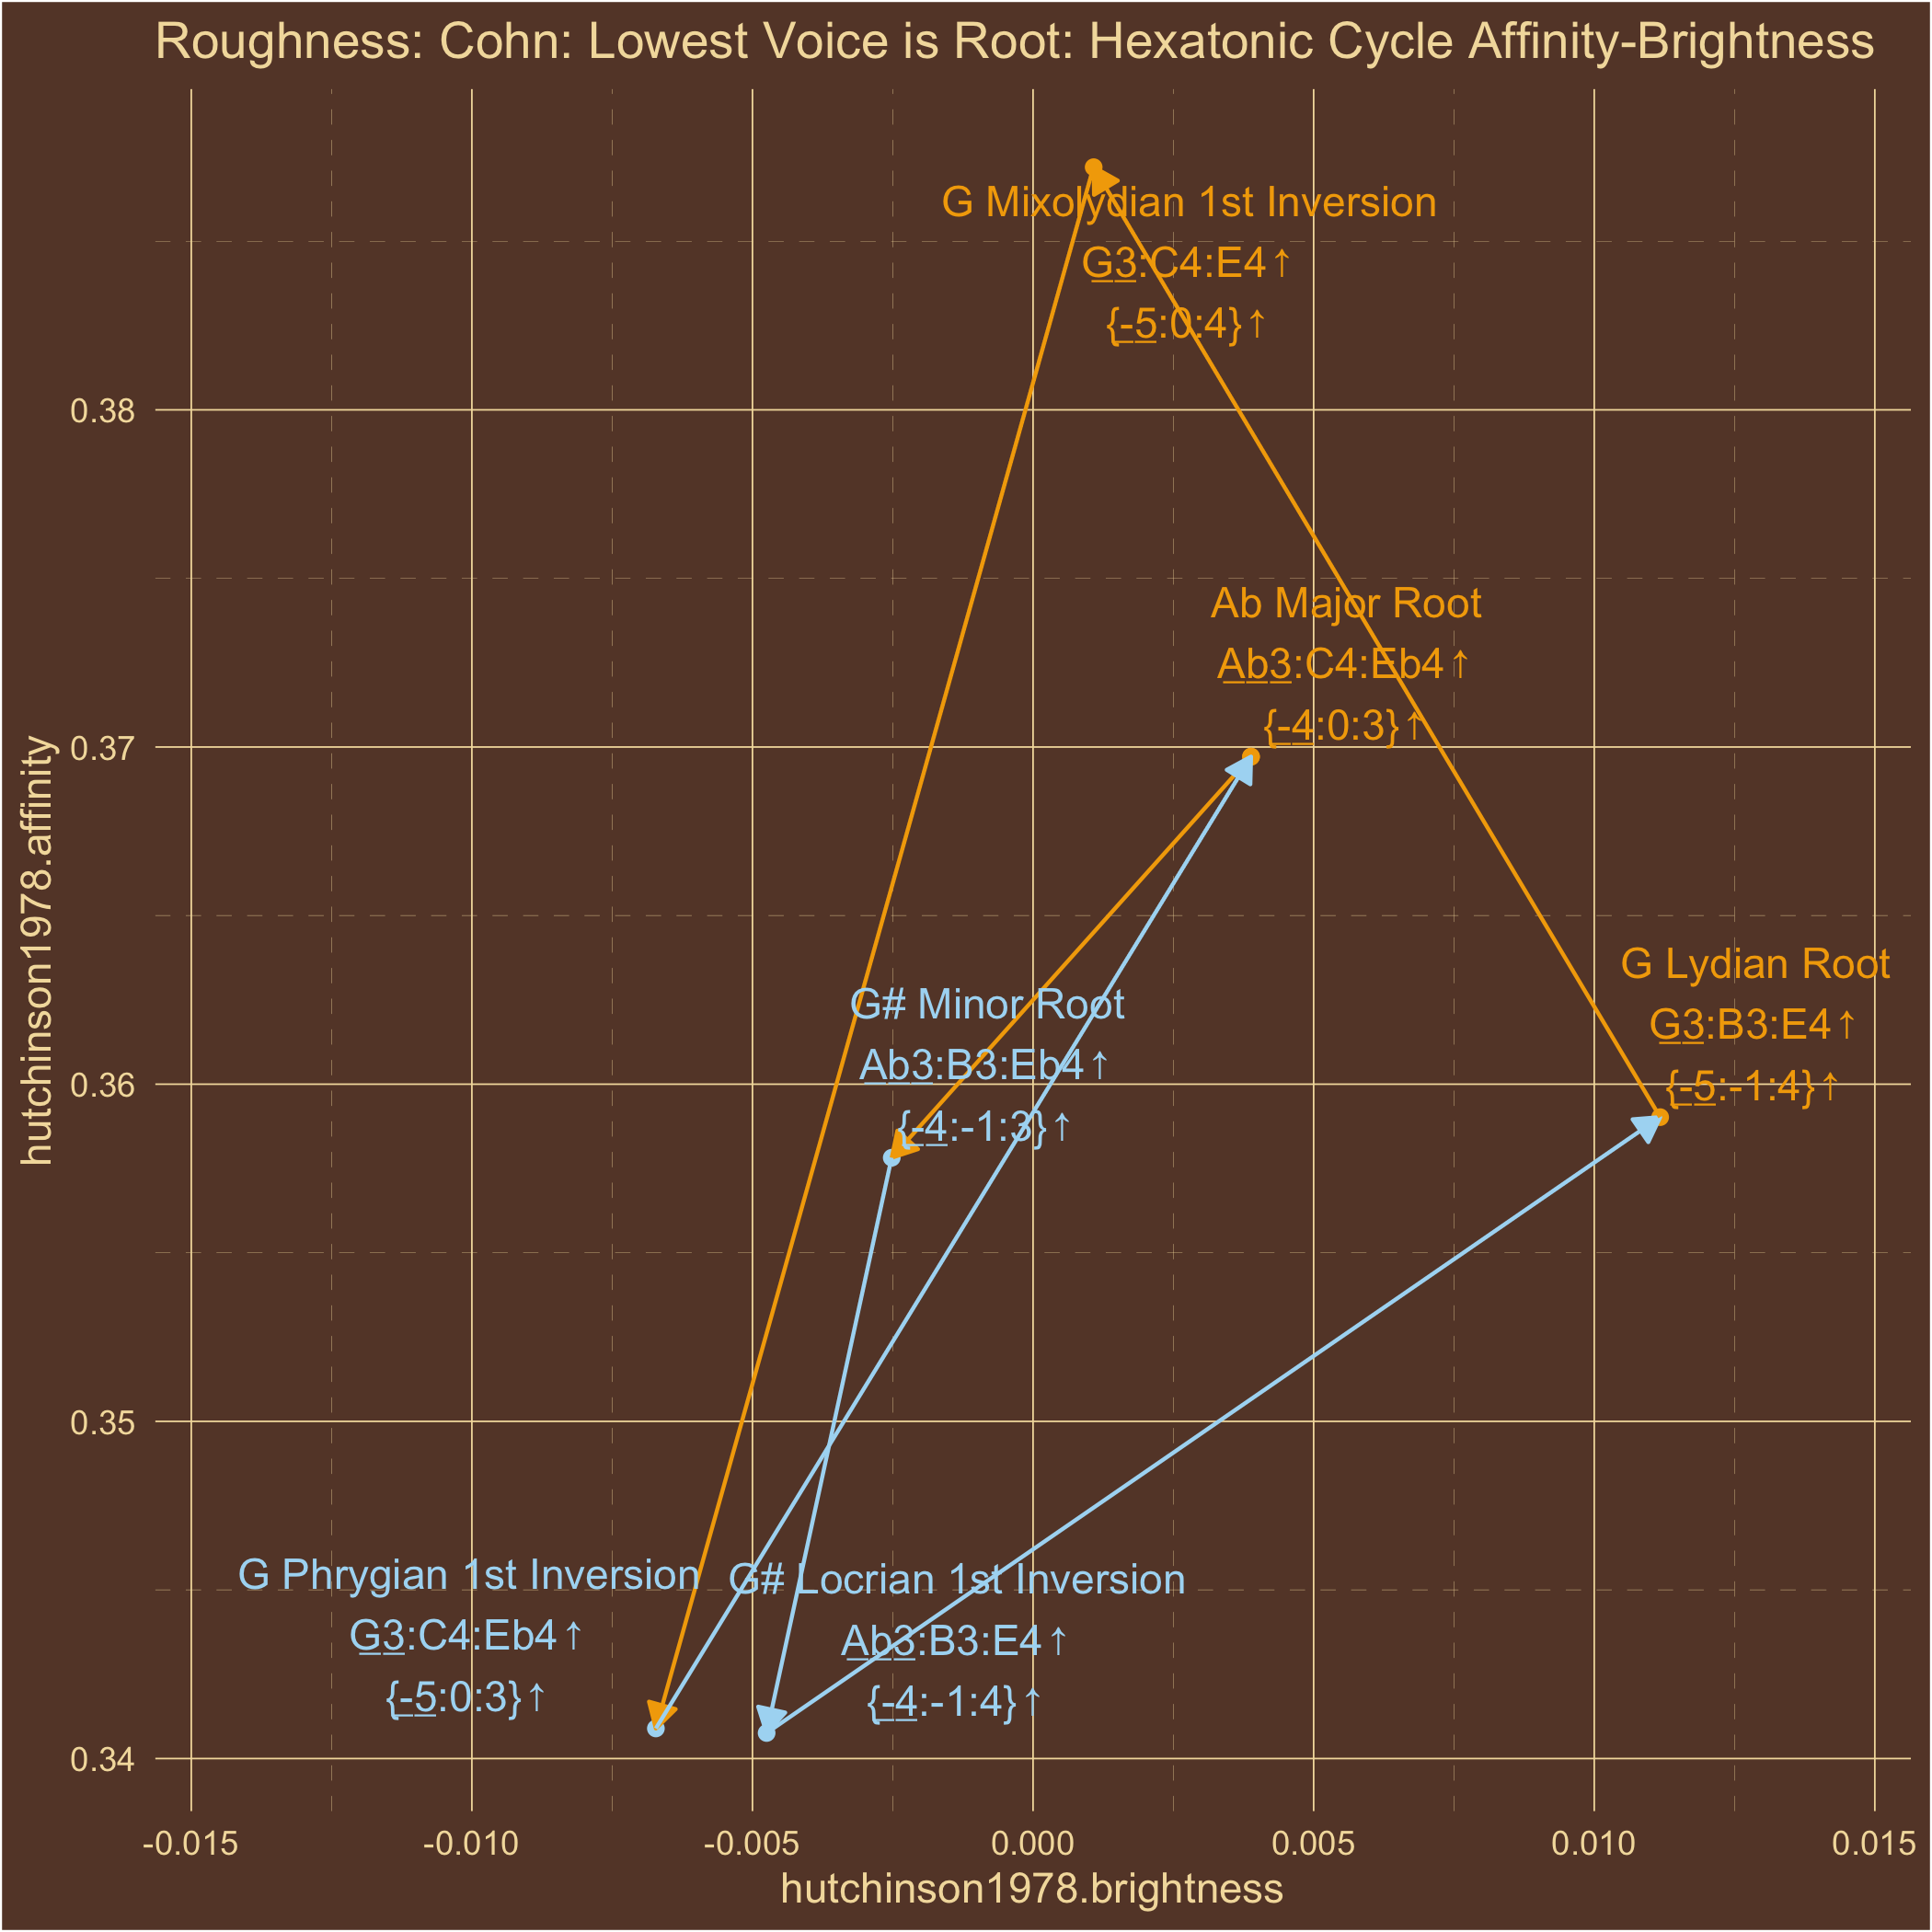 Roughness: Cohn: Lowest Voice is Root: Hexatonic Cycle Affinity-Brightness
G Mixolydian 1st Inversion
G3:C4:E4↑
{-5:0:4}↑
0.38
Ab Major Root
Ab3:C4:Eb4↑
{-4:0:3}↑
0.37
hutchinson1978.affinity
G Lydian Root
G3:B3:E4↑
{-5:-1:4}↑
G# Minor Root
Ab3:B3:Eb4↑
{-4:-1:3}↑
0.36
0.35
G Phrygian 1st Inversion
G3:C4:Eb4↑
{-5:0:3}↑
G# Locrian 1st Inversion
Ab3:B3:E4↑
{-4:-1:4}↑
0.34
-0.015 -0.010 -0.005 0.000 0.005 0.010 0.015
hutchinson1978.brightness